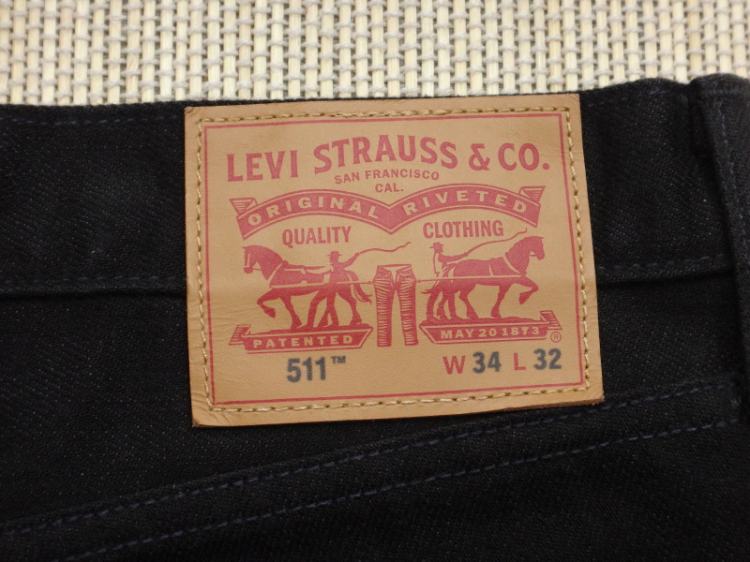 LEVI STRAUSS & CO.
SAN FRANCISCO
CAL.
ORIGINAL RIVETED
QUALITY CLOTHING
PATENTED MAY 20 1873 ®
511™ W 34 L 32